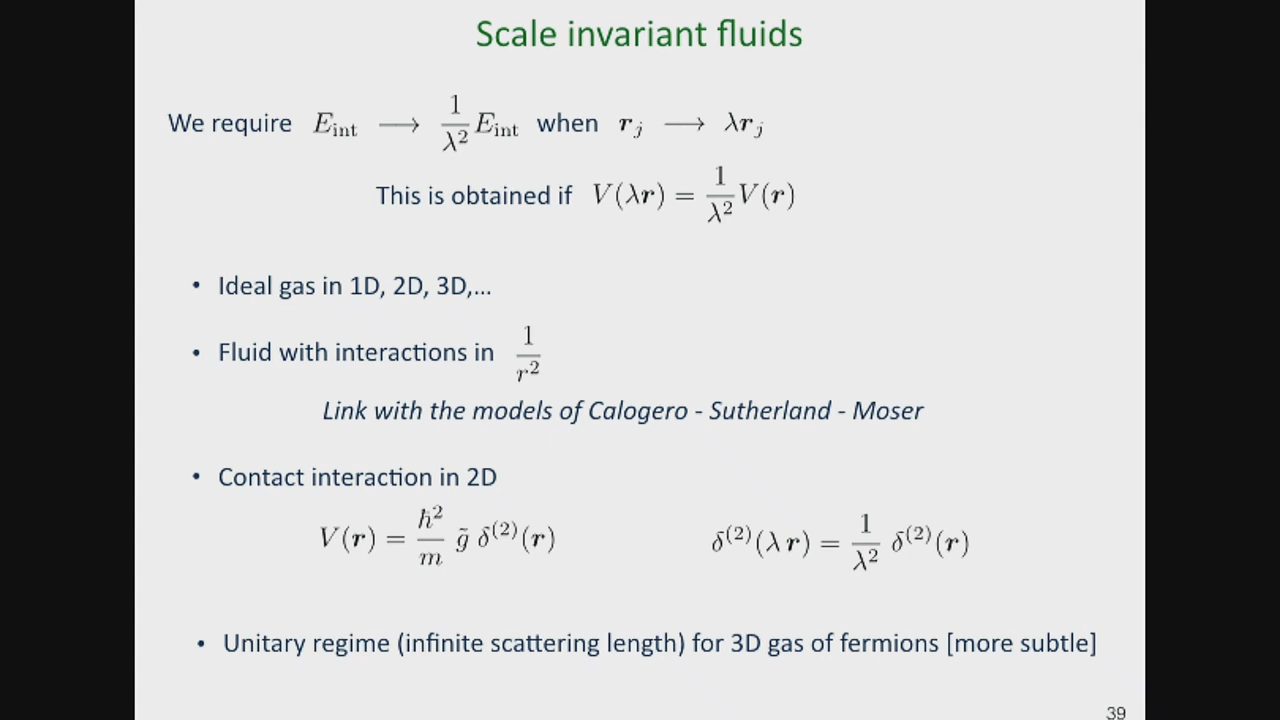 Scale invariant fluids
We require E_int ⟶ 1/λ² E_int when r_j ⟶ λr_j
This is obtained if V(λr) = 1/λ² V(r)
• Ideal gas in 1D, 2D, 3D,...
• Fluid with interactions in 1/r²
Link with the models of Calogero - Sutherland - Moser
• Contact interaction in 2D
V(r) = ħ²/m g̃ δ⁽²⁾(r) δ⁽²⁾(λ r) = 1/λ² δ⁽²⁾(r)
• Unitary regime (infinite scattering length) for 3D gas of fermions [more subtle]
39